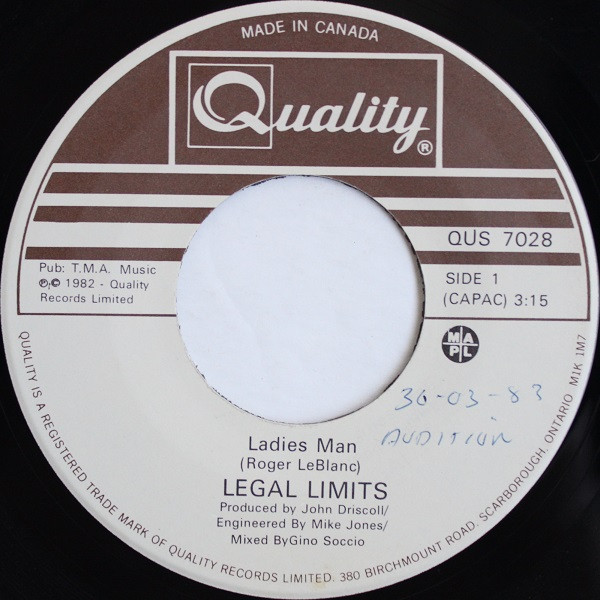 MADE IN CANADA
Quality®
QUS 7028
Pub: T.M.A. Music
℗© 1982 - Quality
Records Limited
SIDE 1
(CAPAC) 3:15
MAPL
30-03-83
AUDITION
Ladies Man
(Roger LeBlanc)
LEGAL LIMITS
Produced by John Driscoll/
Engineered By Mike Jones/
Mixed ByGino Soccio
QUALITY IS A REGISTERED TRADE MARK OF QUALITY RECORDS LIMITED. 380 BIRCHMOUNT ROAD, SCARBOROUGH, ONTARIO M1K 1M7